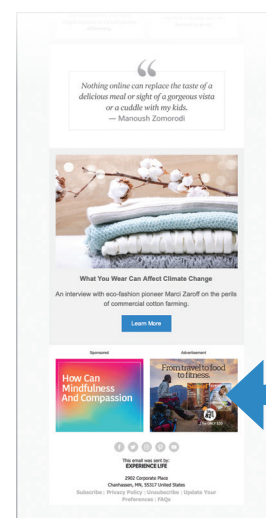 “
Nothing online can replace the taste of a
delicious meal or sight of a gorgeous vista
or a cuddle with my kids.
— Manoush Zomorodi
What You Wear Can Affect Climate Change
An interview with eco-fashion pioneer Marci Zaroff on the perils
of commercial cotton farming.
Learn More
Sponsored
Advertisement
How Can
Mindfulness
And Compassion
From travel to food
to fitness.
This email was sent by:
EXPERIENCE LIFE
2902 Corporate Place
Chanhassen, MN, 55317 United States
Subscribe | Privacy Policy | Unsubscribe | Update Your
Preferences | FAQs